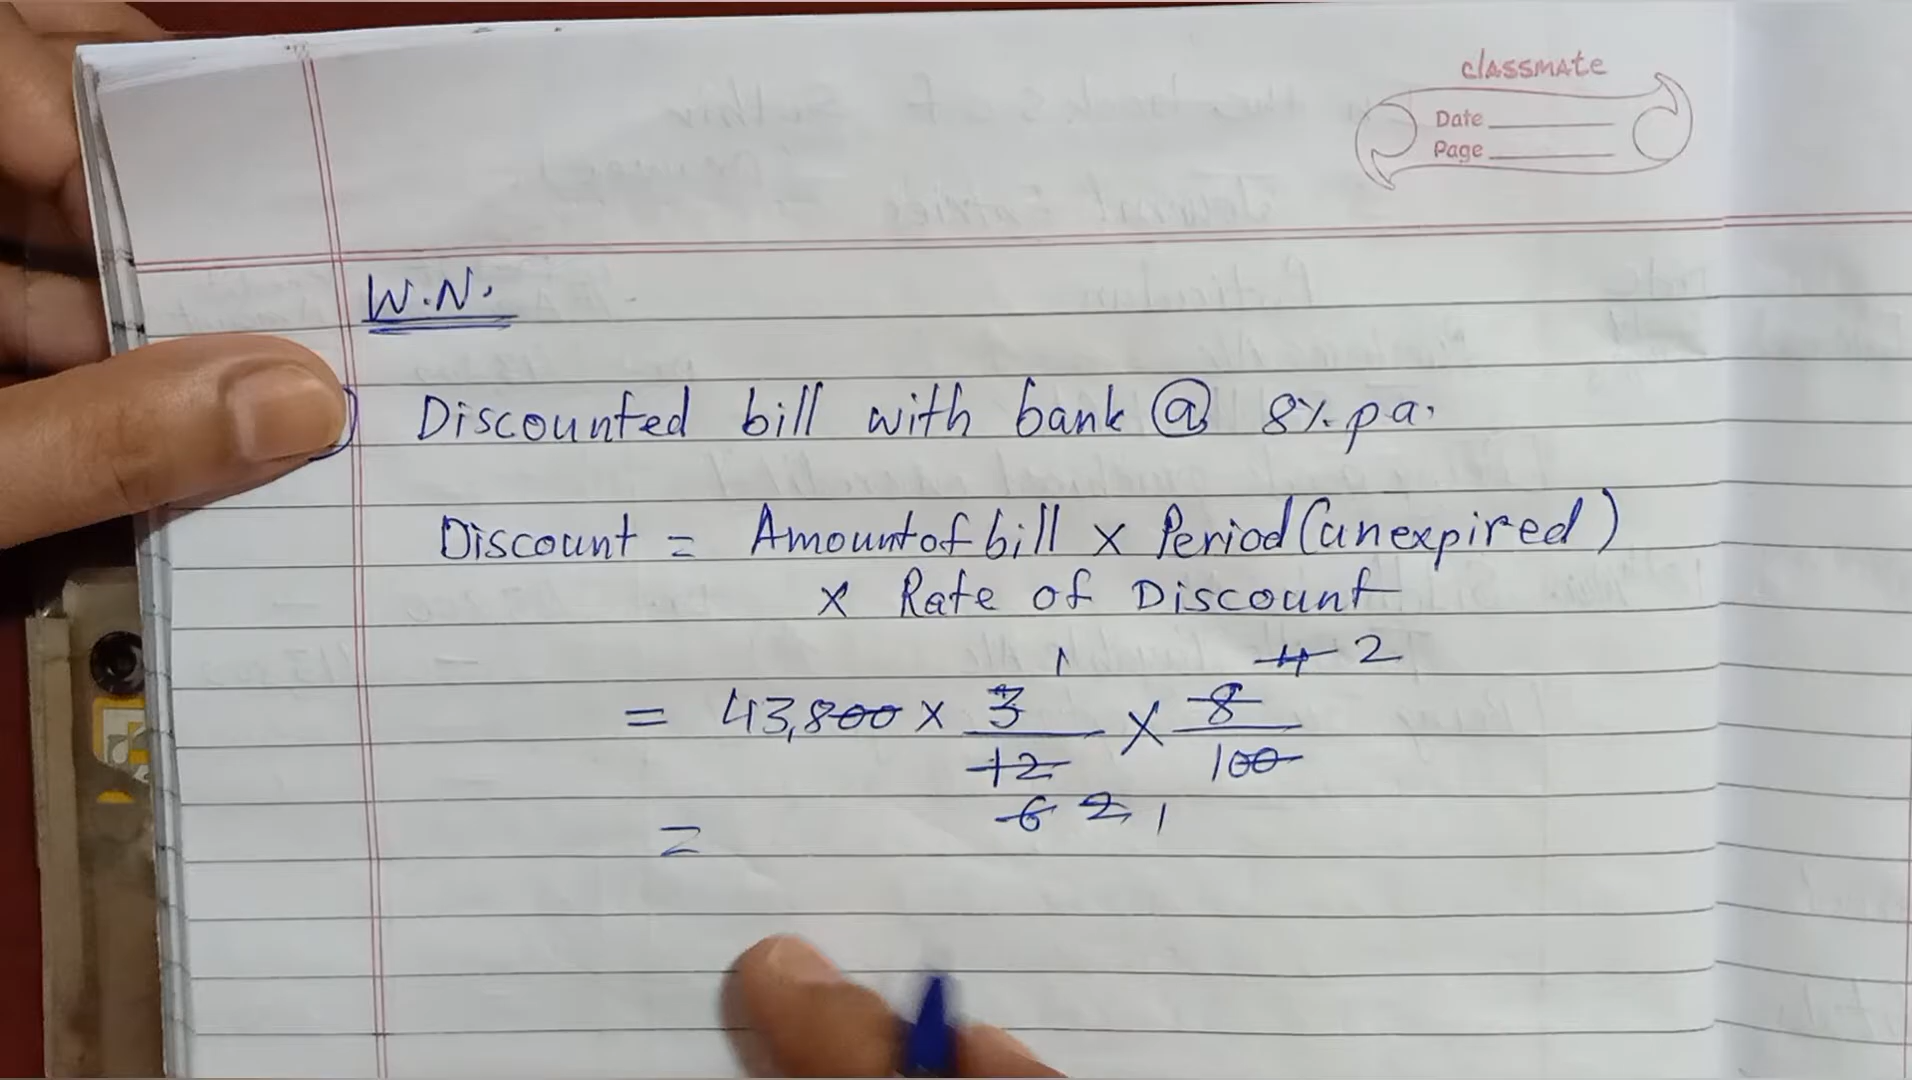 classmate
Date
Page
W.N.
) Discounted bill with bank @ 8% p.a.
Discount = Amount of bill × Period (unexpired)
× Rate of Discount
1 4 2
= 43,800 × 3/12 × 8/100
6 2 1
=